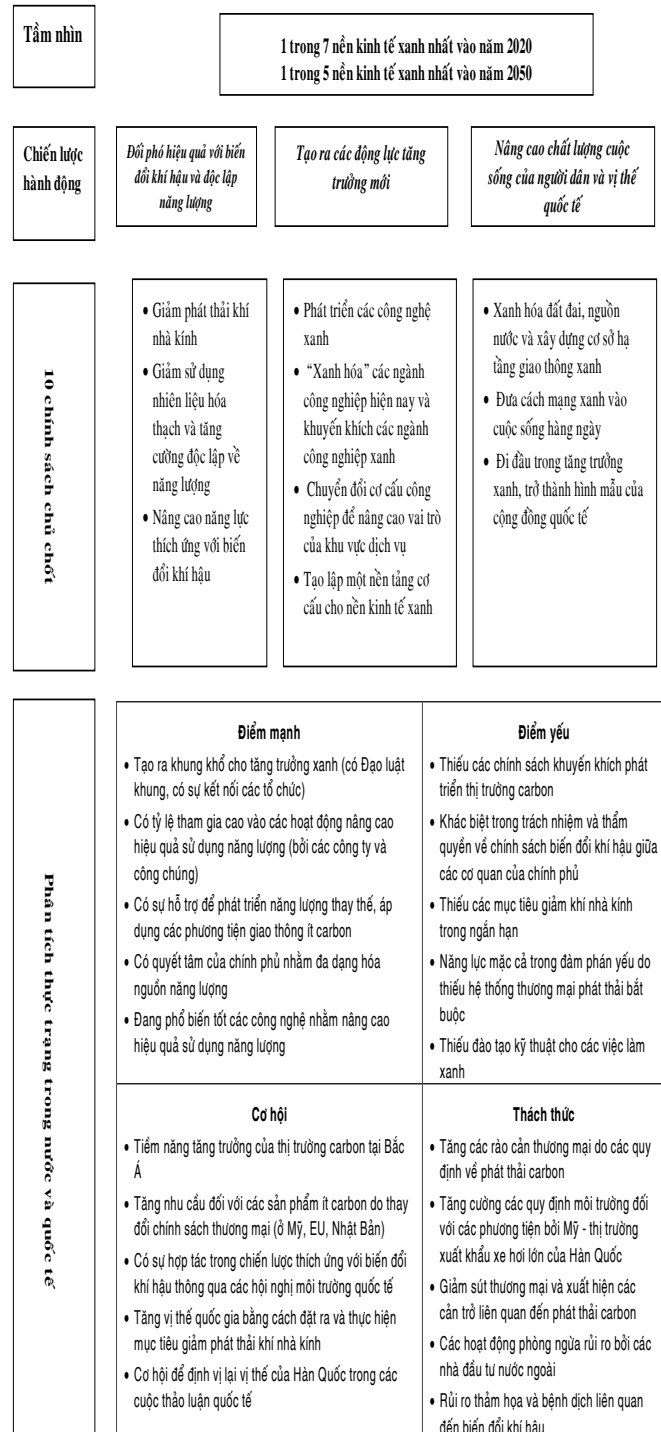 Tầm nhìn
1 trong 7 nền kinh tế xanh nhất vào năm 2020
1 trong 5 nền kinh tế xanh nhất vào năm 2050
Chiến lược
hành động
Đối phó hiệu quả với biến
đổi khí hậu và độc lập
năng lượng
Tạo ra các động lực tăng
trưởng mới
Nâng cao chất lượng cuộc
sống của người dân và vị thế
quốc tế
10 chính sách chủ chốt
• Giảm phát thải khí
nhà kính
• Giảm sử dụng
nhiên liệu hóa
thạch và tăng
cường độc lập về
năng lượng
• Nâng cao năng lực
thích ứng với biến
đổi khí hậu
• Phát triển các công nghệ
xanh
• “Xanh hóa” các ngành
công nghiệp hiện nay và
khuyến khích các ngành
công nghiệp xanh
• Chuyển đổi cơ cấu công
nghiệp để nâng cao vai trò
của khu vực dịch vụ
• Tạo lập một nền tảng cơ
cấu cho nền kinh tế xanh
• Xanh hóa đất đai, nguồn
nước và xây dựng cơ sở hạ
tầng giao thông xanh
• Đưa cách mạng xanh vào
cuộc sống hàng ngày
• Đi đầu trong tăng trưởng
xanh, trở thành hình mẫu của
cộng đồng quốc tế
Phân tích thực trạng trong nước và quốc tế
Điểm mạnh
• Tạo ra khung khổ cho tăng trưởng xanh (có Đạo luật
khung, có sự kết nối các tổ chức)
• Có tỷ lệ tham gia cao vào các hoạt động nâng cao
hiệu quả sử dụng năng lượng (bởi các công ty và
công chúng)
• Có sự hỗ trợ để phát triển năng lượng thay thế, áp
dụng các phương tiện giao thông ít carbon
• Có quyết tâm của chính phủ nhằm đa dạng hóa
nguồn năng lượng
• Đang phổ biến tốt các công nghệ nhằm nâng cao
hiệu quả sử dụng năng lượng
Điểm yếu
• Thiếu các chính sách khuyến khích phát
triển thị trường carbon
• Khác biệt trong trách nhiệm và thẩm
quyền về chính sách biến đổi khí hậu giữa
các cơ quan của chính phủ
• Thiếu các mục tiêu giảm khí nhà kính
trong ngắn hạn
• Năng lực mặc cả trong đàm phán yếu do
thiếu hệ thống thương mại phát thải bắt
buộc
• Thiếu đào tạo kỹ thuật cho các việc làm
xanh
Cơ hội
• Tiềm năng tăng trưởng của thị trường carbon tại Bắc
Á
• Tăng nhu cầu đối với các sản phẩm ít carbon do thay
đổi chính sách thương mại (ở Mỹ, EU, Nhật Bản)
• Có sự hợp tác trong chiến lược thích ứng với biến đổi
khí hậu thông qua các hội nghị môi trường quốc tế
• Tăng vị thế quốc gia bằng cách đặt ra và thực hiện
mục tiêu giảm phát thải khí nhà kính
• Cơ hội để định vị lại vị thế của Hàn Quốc trong các
cuộc thảo luận quốc tế
Thách thức
• Tăng các rào cản thương mại do các quy
định về phát thải carbon
• Tăng cường các quy định môi trường đối
với các phương tiện bởi Mỹ - thị trường
xuất khẩu xe hơi lớn của Hàn Quốc
• Giảm sút thương mại và xuất hiện các
cản trở liên quan đến phát thải carbon
• Các hoạt động phòng ngừa rủi ro bởi các
nhà đầu tư nước ngoài
• Rủi ro thảm họa và bệnh dịch liên quan
đến biến đổi khí hậu